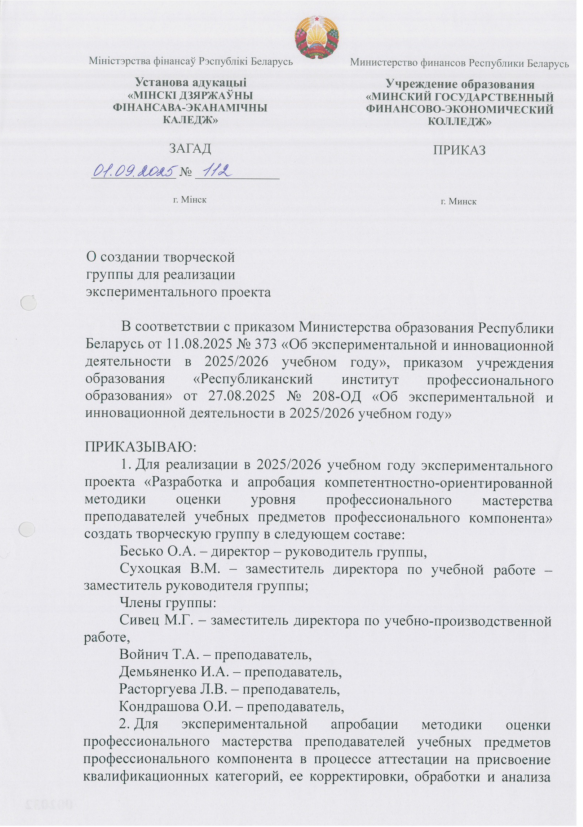 Міністэрства фінансаў Рэспублікі Беларусь
Установа адукацыі
«МІНСКІ ДЗЯРЖАЎНЫ
ФІНАНСАВА-ЭКАНАМІЧНЫ
КАЛЕДЖ»
ЗАГАД
01.09.2025 № 112
г. Мінск
Министерство финансов Республики Беларусь
Учреждение образования
«МИНСКИЙ ГОСУДАРСТВЕННЫЙ
ФИНАНСОВО-ЭКОНОМИЧЕСКИЙ
КОЛЛЕДЖ»
ПРИКАЗ
г. Минск
О создании творческой
группы для реализации
экспериментального проекта
В соответствии с приказом Министерства образования Республики
Беларусь от 11.08.2025 № 373 «Об экспериментальной и инновационной
деятельности в 2025/2026 учебном году», приказом учреждения
образования «Республиканский институт профессионального
образования» от 27.08.2025 № 208-ОД «Об экспериментальной и
инновационной деятельности в 2025/2026 учебном году»
ПРИКАЗЫВАЮ:
1. Для реализации в 2025/2026 учебном году экспериментального
проекта «Разработка и апробация компетентностно-ориентированной
методики оценки уровня профессионального мастерства
преподавателей учебных предметов профессионального компонента»
создать творческую группу в следующем составе:
Бесько О.А. – директор – руководитель группы,
Сухоцкая В.М. – заместитель директора по учебной работе –
заместитель руководителя группы;
Члены группы:
Сивец М.Г. – заместитель директора по учебно-производственной
работе,
Войнич Т.А. – преподаватель,
Демьяненко И.А. – преподаватель,
Расторгуева Л.В. – преподаватель,
Кондрашова О.И. – преподаватель,
2. Для экспериментальной апробации методики оценки
профессионального мастерства преподавателей учебных предметов
профессионального компонента в процессе аттестации на присвоение
квалификационных категорий, ее корректировки, обработки и анализа